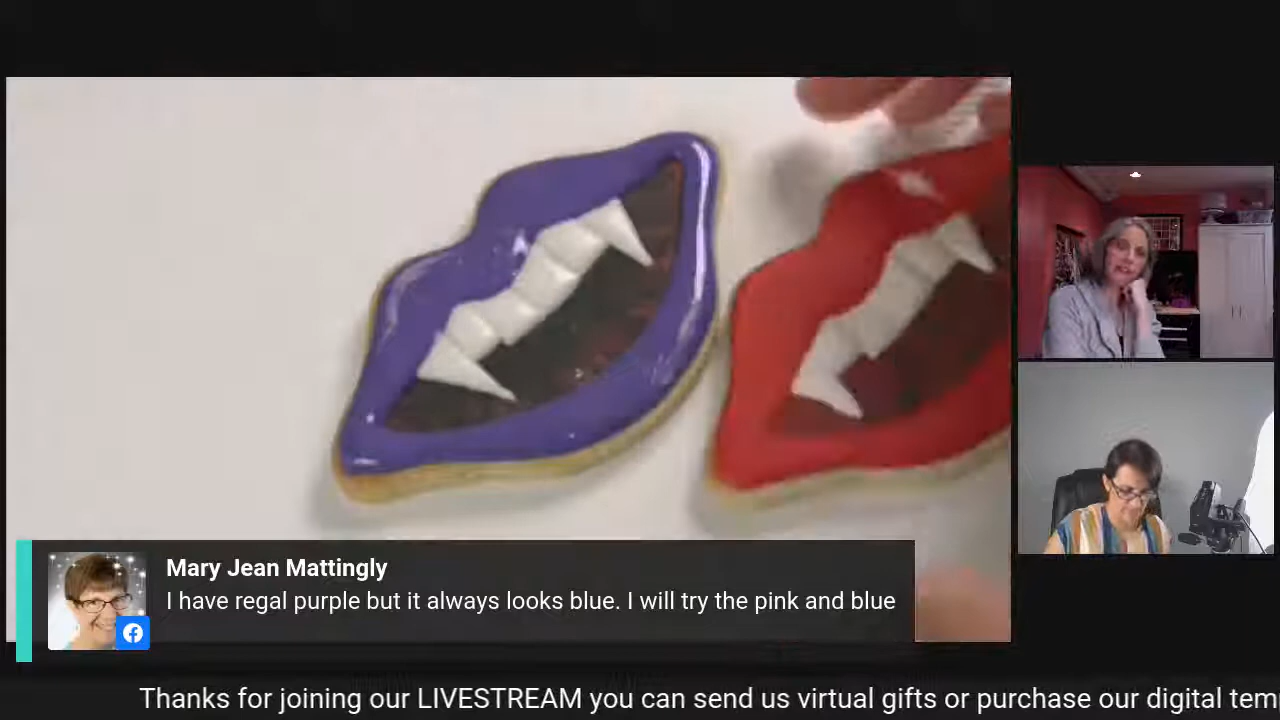 Mary Jean Mattingly
I have regal purple but it always looks blue. I will try the pink and blue
Thanks for joining our LIVESTREAM you can send us virtual gifts or purchase our digital tem